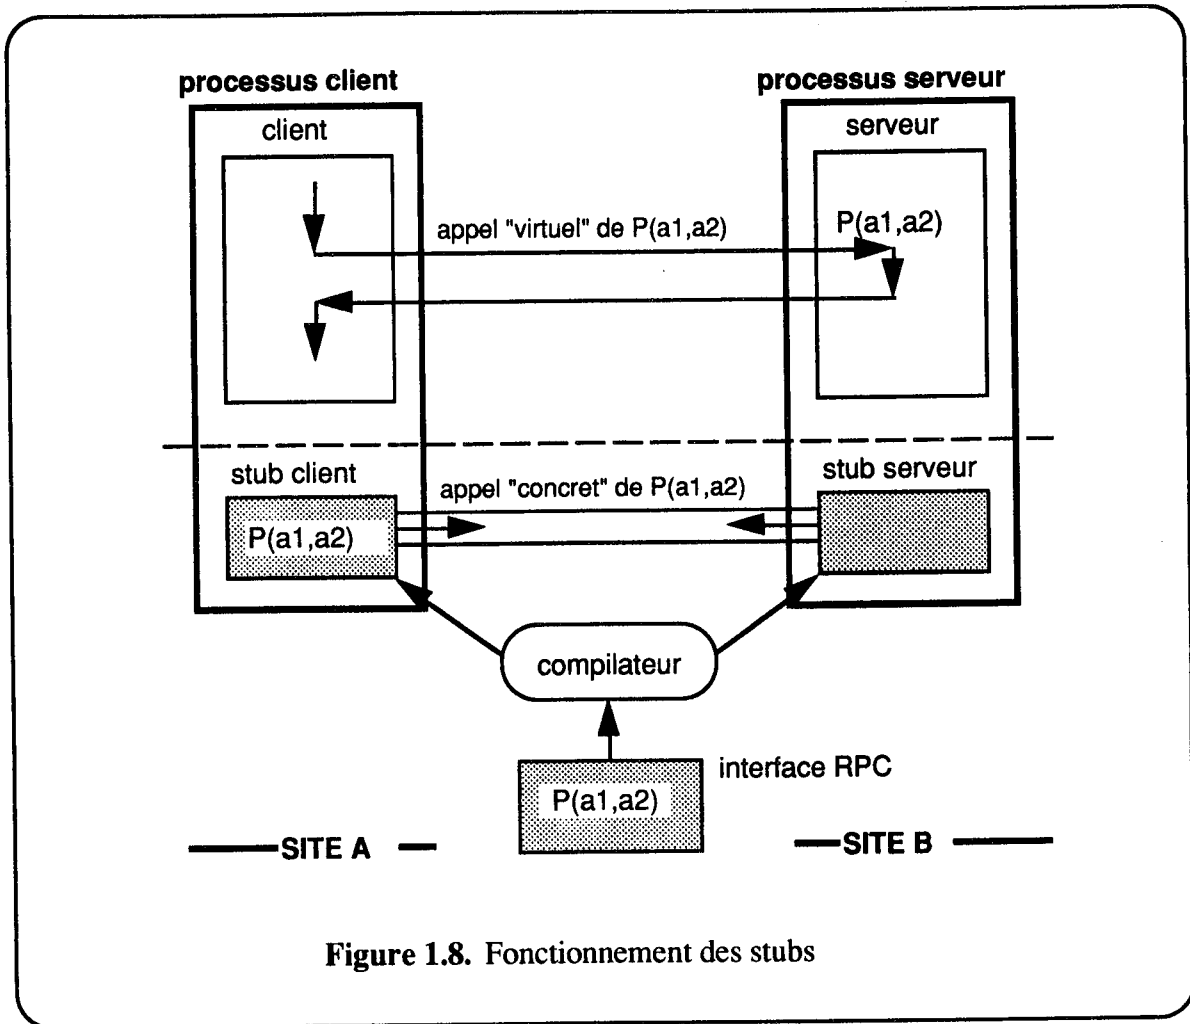 processus client
processus serveur
client
serveur
appel "virtuel" de P(a1,a2)
P(a1,a2)
stub client
stub serveur
appel "concret" de P(a1,a2)
P(a1,a2)
compilateur
interface RPC
P(a1,a2)
SITE A
SITE B
Figure 1.8. Fonctionnement des stubs